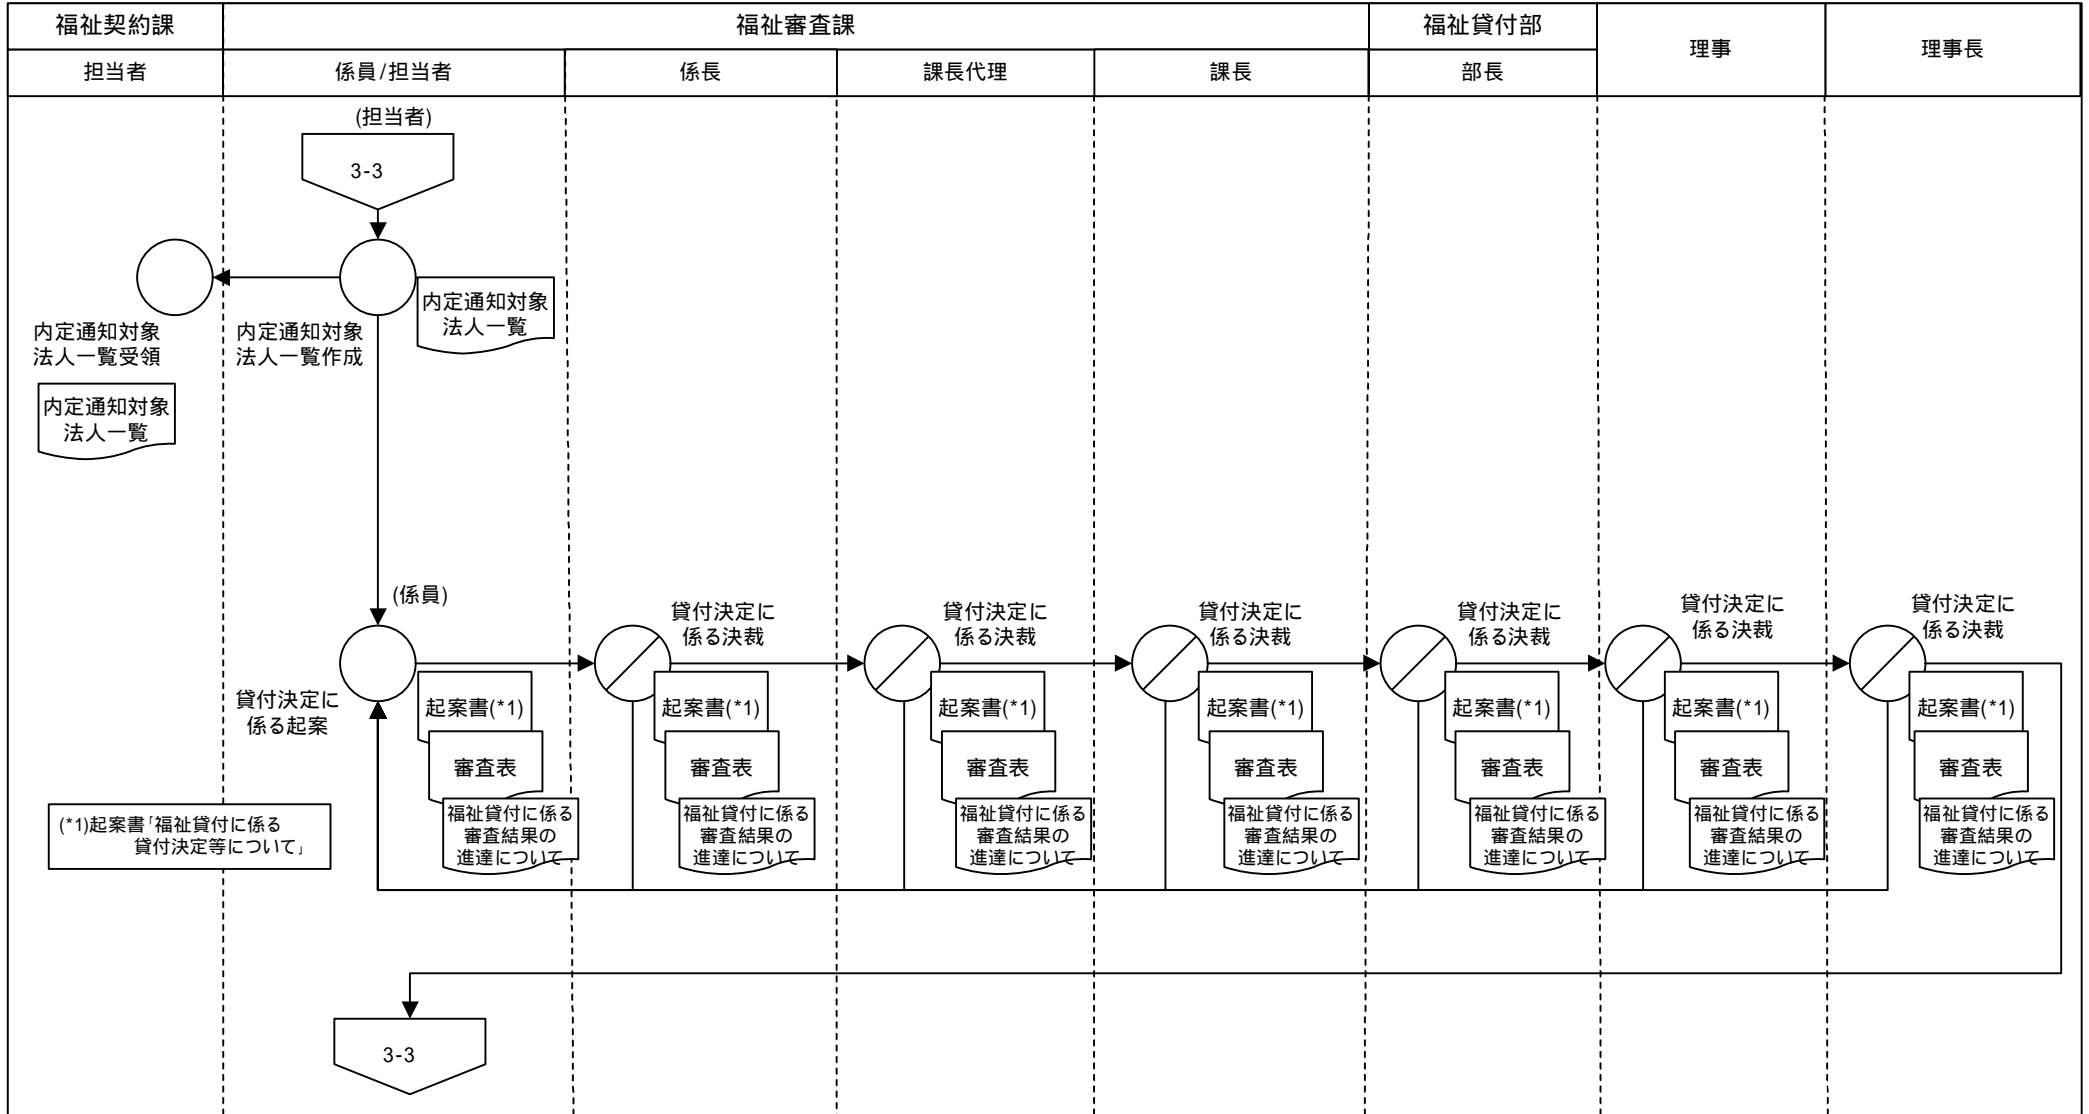 福祉契約課
福祉審査課
福祉貸付部
理事
理事長
担当者
係員/担当者
係長
課長代理
課長
部長
(担当者)
3-3
内定通知対象
法人一覧
内定通知対象
法人一覧受領
内定通知対象
法人一覧作成
内定通知対象
法人一覧
(係員)
貸付決定に
係る決裁
貸付決定に
係る決裁
貸付決定に
係る決裁
貸付決定に
係る決裁
貸付決定に
係る決裁
貸付決定に
係る決裁
貸付決定に
係る起案
起案書(*1)
審査表
福祉貸付に係る
審査結果の
進達について
起案書(*1)
審査表
福祉貸付に係る
審査結果の
進達について
起案書(*1)
審査表
福祉貸付に係る
審査結果の
進達について
起案書(*1)
審査表
福祉貸付に係る
審査結果の
進達について
起案書(*1)
審査表
福祉貸付に係る
審査結果の
進達について
起案書(*1)
審査表
福祉貸付に係る
審査結果の
進達について
起案書(*1)
審査表
福祉貸付に係る
審査結果の
進達について
(*1)起案書「福祉貸付に係る
貸付決定等について」
3-3